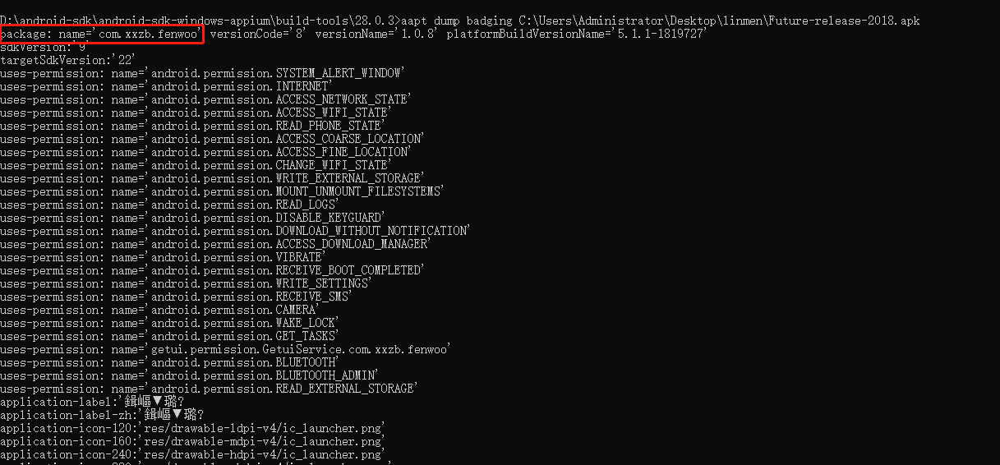 D:\android-sdk\android-sdk-windows-appium\build-tools\28.0.3>aapt dump badging C:\Users\Administrator\Desktop\linmen\Future-release-2018.apk
package: name='com.xxzb.fenwoo' versionCode='8' versionName='1.0.8' platformBuildVersionName='5.1.1-1819727'
sdkVersion:'9'
targetSdkVersion:'22'
uses-permission: name='android.permission.SYSTEM_ALERT_WINDOW'
uses-permission: name='android.permission.INTERNET'
uses-permission: name='android.permission.ACCESS_NETWORK_STATE'
uses-permission: name='android.permission.ACCESS_WIFI_STATE'
uses-permission: name='android.permission.READ_PHONE_STATE'
uses-permission: name='android.permission.ACCESS_COARSE_LOCATION'
uses-permission: name='android.permission.ACCESS_FINE_LOCATION'
uses-permission: name='android.permission.CHANGE_WIFI_STATE'
uses-permission: name='android.permission.WRITE_EXTERNAL_STORAGE'
uses-permission: name='android.permission.MOUNT_UNMOUNT_FILESYSTEMS'
uses-permission: name='android.permission.READ_LOGS'
uses-permission: name='android.permission.DISABLE_KEYGUARD'
uses-permission: name='android.permission.DOWNLOAD_WITHOUT_NOTIFICATION'
uses-permission: name='android.permission.ACCESS_DOWNLOAD_MANAGER'
uses-permission: name='android.permission.VIBRATE'
uses-permission: name='android.permission.RECEIVE_BOOT_COMPLETED'
uses-permission: name='android.permission.WRITE_SETTINGS'
uses-permission: name='android.permission.RECEIVE_SMS'
uses-permission: name='android.permission.CAMERA'
uses-permission: name='android.permission.WAKE_LOCK'
uses-permission: name='android.permission.GET_TASKS'
uses-permission: name='getui.permission.GetuiService.com.xxzb.fenwoo'
uses-permission: name='android.permission.BLUETOOTH'
uses-permission: name='android.permission.BLUETOOTH_ADMIN'
uses-permission: name='android.permission.READ_EXTERNAL_STORAGE'
application-label:'鍓嶇▼璐?
application-label-zh:'鍓嶇▼璐?
application-icon-120:'res/drawable-ldpi-v4/ic_launcher.png'
application-icon-160:'res/drawable-mdpi-v4/ic_launcher.png'
application-icon-240:'res/drawable-hdpi-v4/ic_launcher.png'